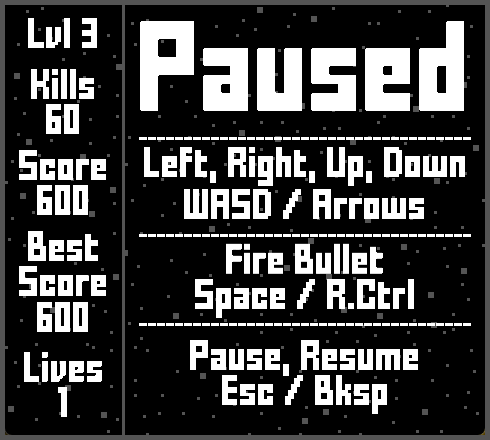 Lvl 3
Kills
60
Score
600
Best
Score
600
Lives
1
Paused
Left, Right, Up, Down
WASD / Arrows
Fire Bullet
Space / R.Ctrl
Pause, Resume
Esc / Bksp